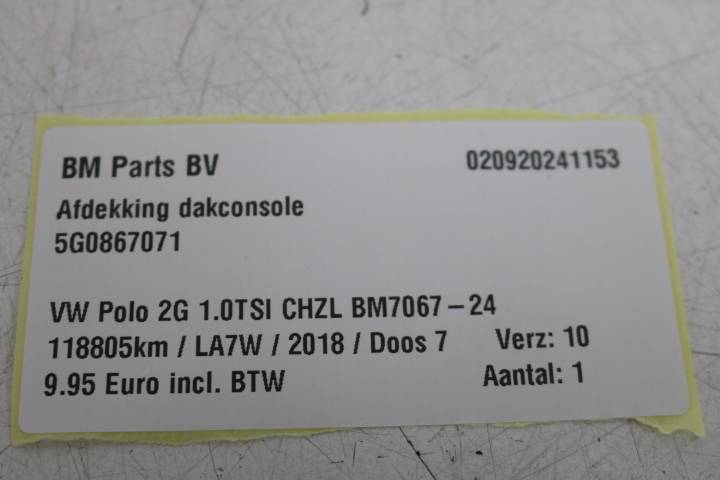 BM Parts BV 020920241153
Afdekking dakconsole
5G0867071
VW Polo 2G 1.0TSI CHZL BM7067-24
118805km / LA7W / 2018 / Doos 7 Verz: 10
9.95 Euro incl. BTW Aantal: 1